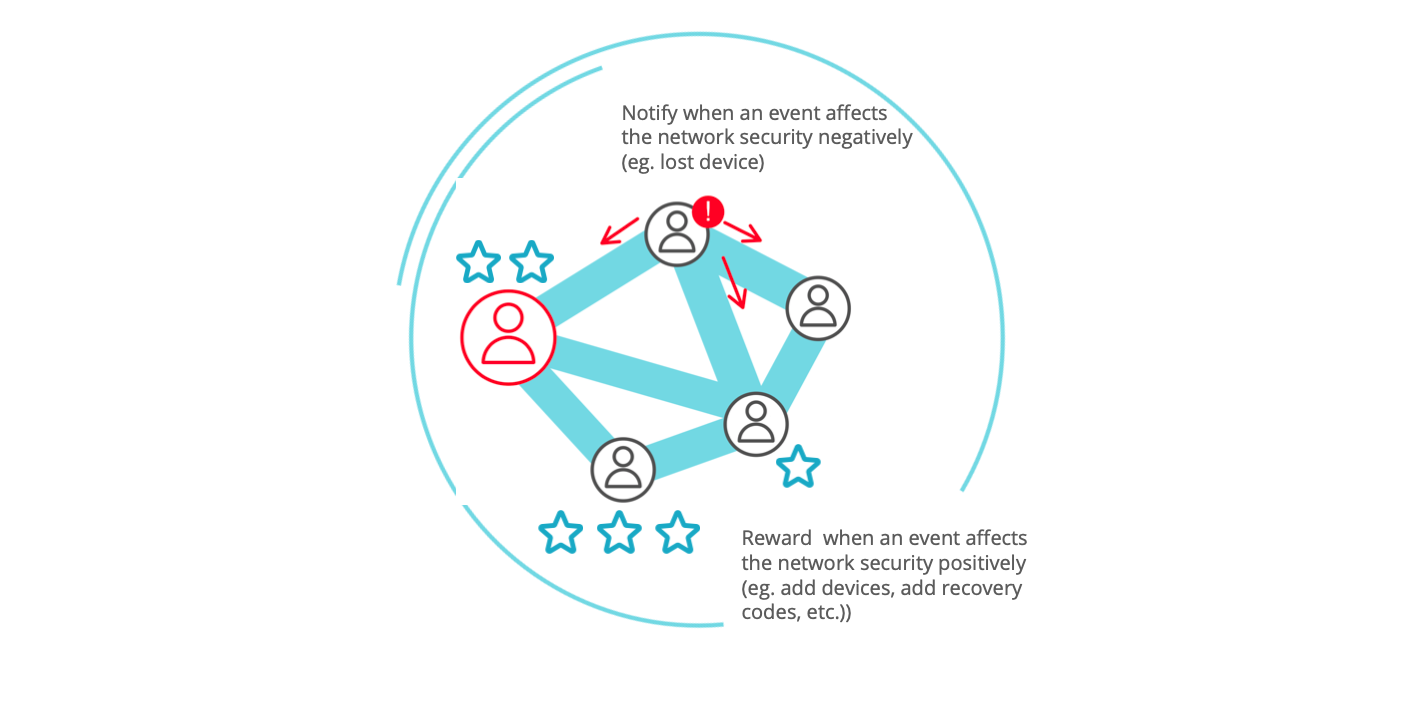 Notify when an event affects
the network security negatively
(eg. lost device)
!
Reward  when an event affects
the network security positively
(eg. add devices, add recovery
codes, etc.))